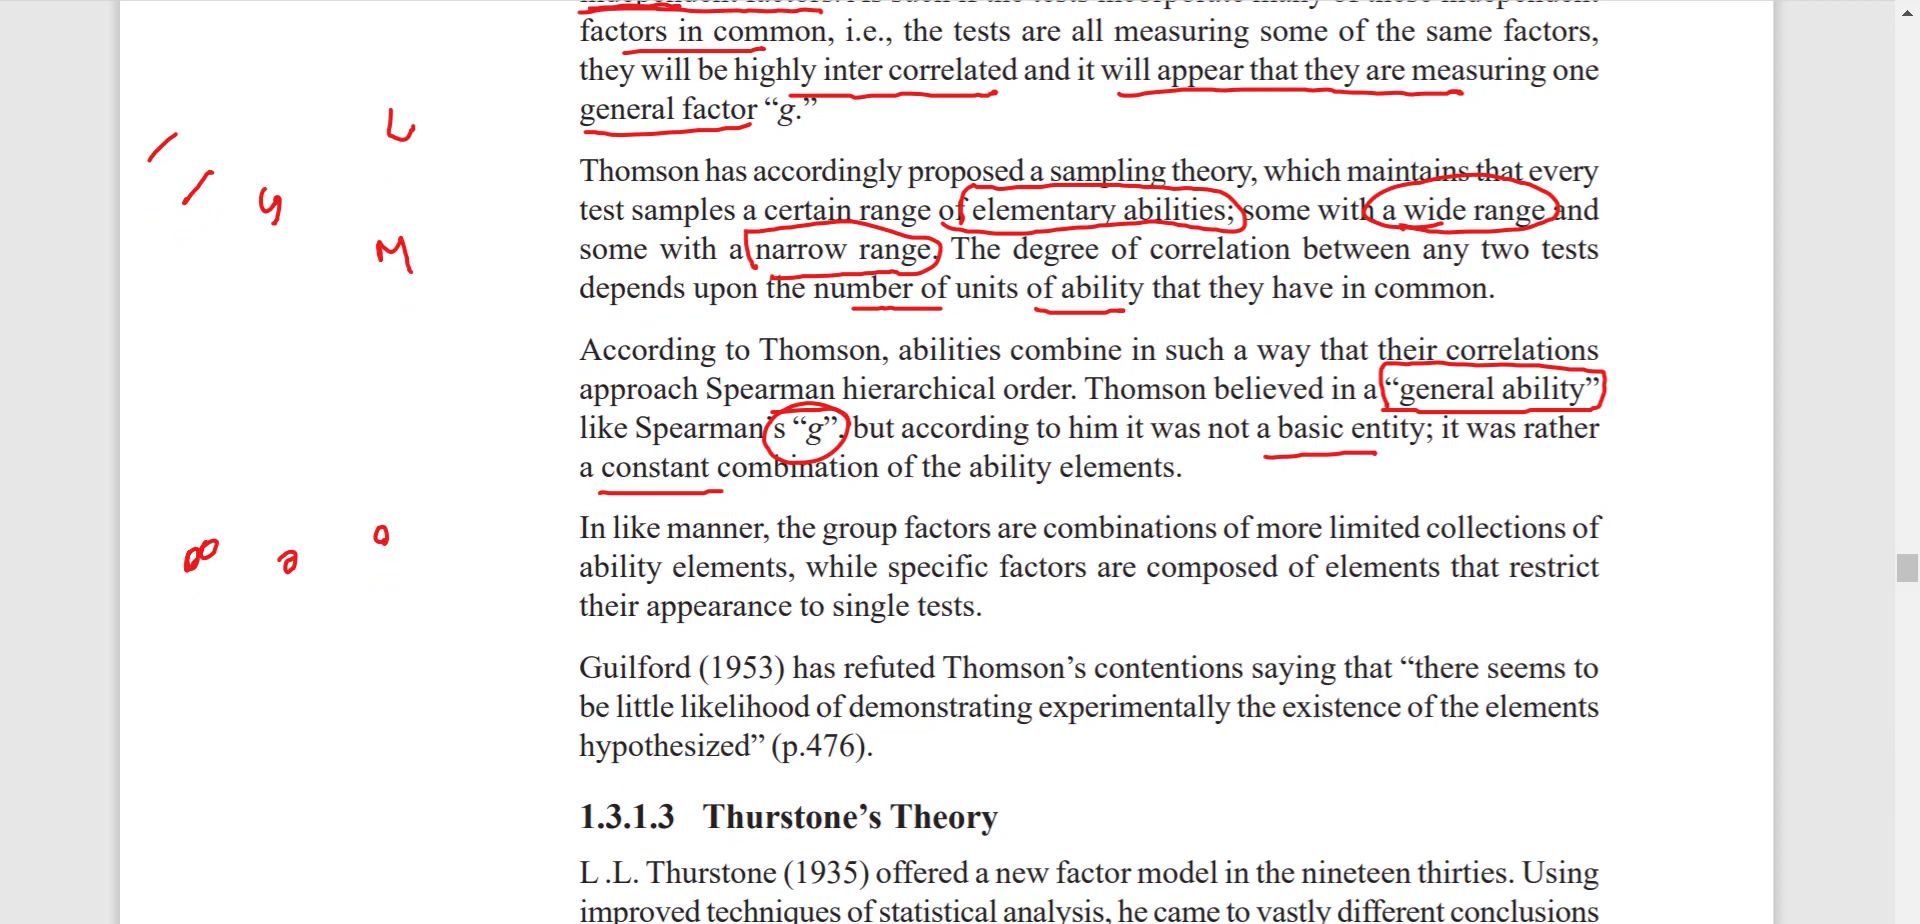 factors in common, i.e., the tests are all measuring some of the same factors,
they will be highly inter correlated and it will appear that they are measuring one
general factor “g.”
L
G
M
Thomson has accordingly proposed a sampling theory, which maintains that every
test samples a certain range of elementary abilities; some with a wide range and
some with a narrow range. The degree of correlation between any two tests
depends upon the number of units of ability that they have in common.
According to Thomson, abilities combine in such a way that their correlations
approach Spearman hierarchical order. Thomson believed in a “general ability”
like Spearman’s “g”, but according to him it was not a basic entity; it was rather
a constant combination of the ability elements.
In like manner, the group factors are combinations of more limited collections of
ability elements, while specific factors are composed of elements that restrict
their appearance to single tests.
Guilford (1953) has refuted Thomson’s contentions saying that “there seems to
be little likelihood of demonstrating experimentally the existence of the elements
hypothesized” (p.476).
1.3.1.3 Thurstone’s Theory
L .L. Thurstone (1935) offered a new factor model in the nineteen thirties. Using
improved techniques of statistical analysis, he came to vastly different conclusions